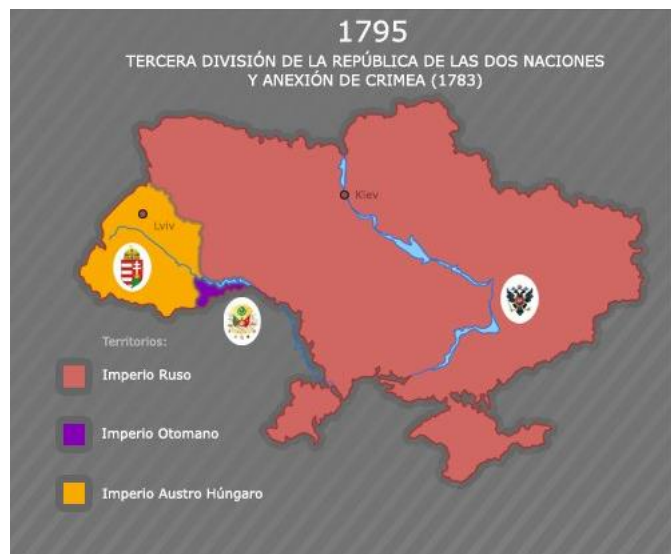 1795
TERCERA DIVISIÓN DE LA REPÚBLICA DE LAS DOS NACIONES
Y ANEXIÓN DE CRIMEA (1783)
Kiev
Lviv
Territorios:
Imperio Ruso
Imperio Otomano
Imperio Austro Húngaro